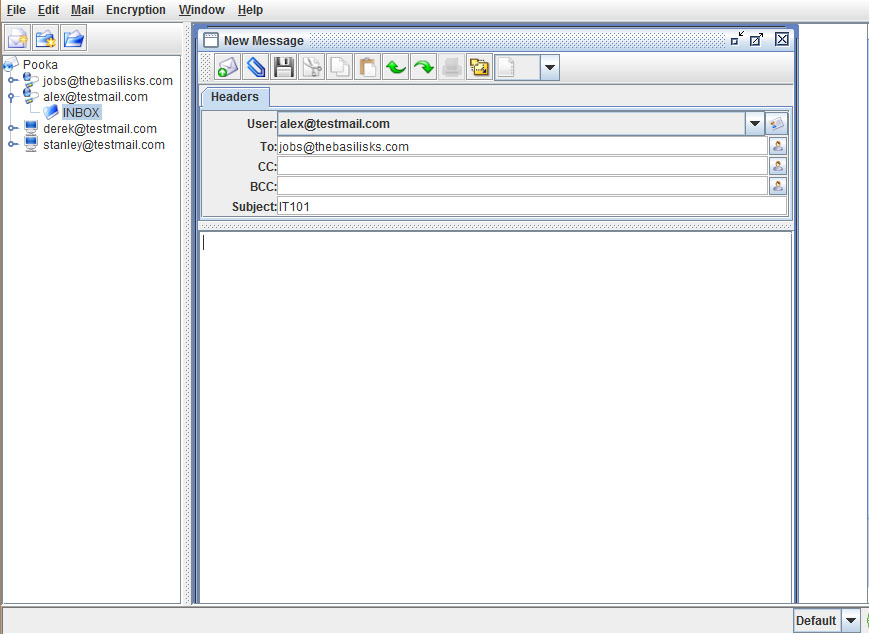 File Edit Mail Encryption Window Help
New Message
Pooka
jobs@thebasilisks.com
alex@testmail.com
INBOX
derek@testmail.com
stanley@testmail.com
Headers
User: alex@testmail.com
To: jobs@thebasilisks.com
CC:
BCC:
Subject: IT101
Default